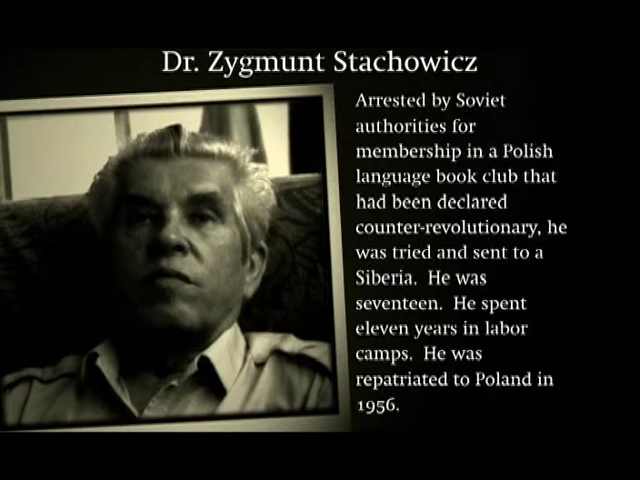 Dr. Zygmunt Stachowicz
Arrested by Soviet
authorities for
membership in a Polish
language book club that
had been declared
counter-revolutionary, he
was tried and sent to a
Siberia. He was
seventeen. He spent
eleven years in labor
camps. He was
repatriated to Poland in
1956.